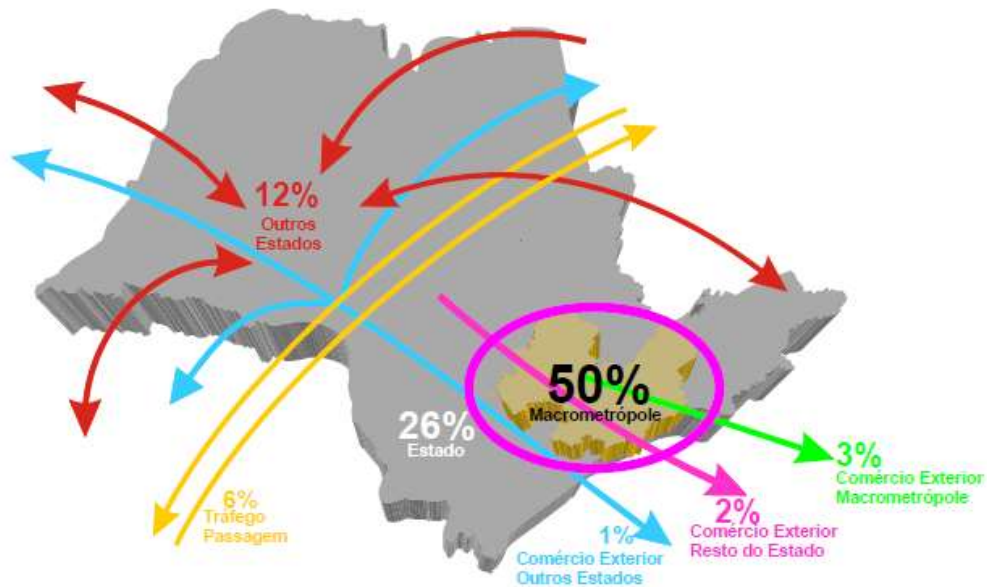 12%
Outros
Estados
50%
Macrometrópole
26%
Estado
3%
Comércio Exterior
Macrometrópole
6%
Tráfego
Passagem
2%
Comércio Exterior
Resto do Estado
1%
Comércio Exterior
Outros Estados